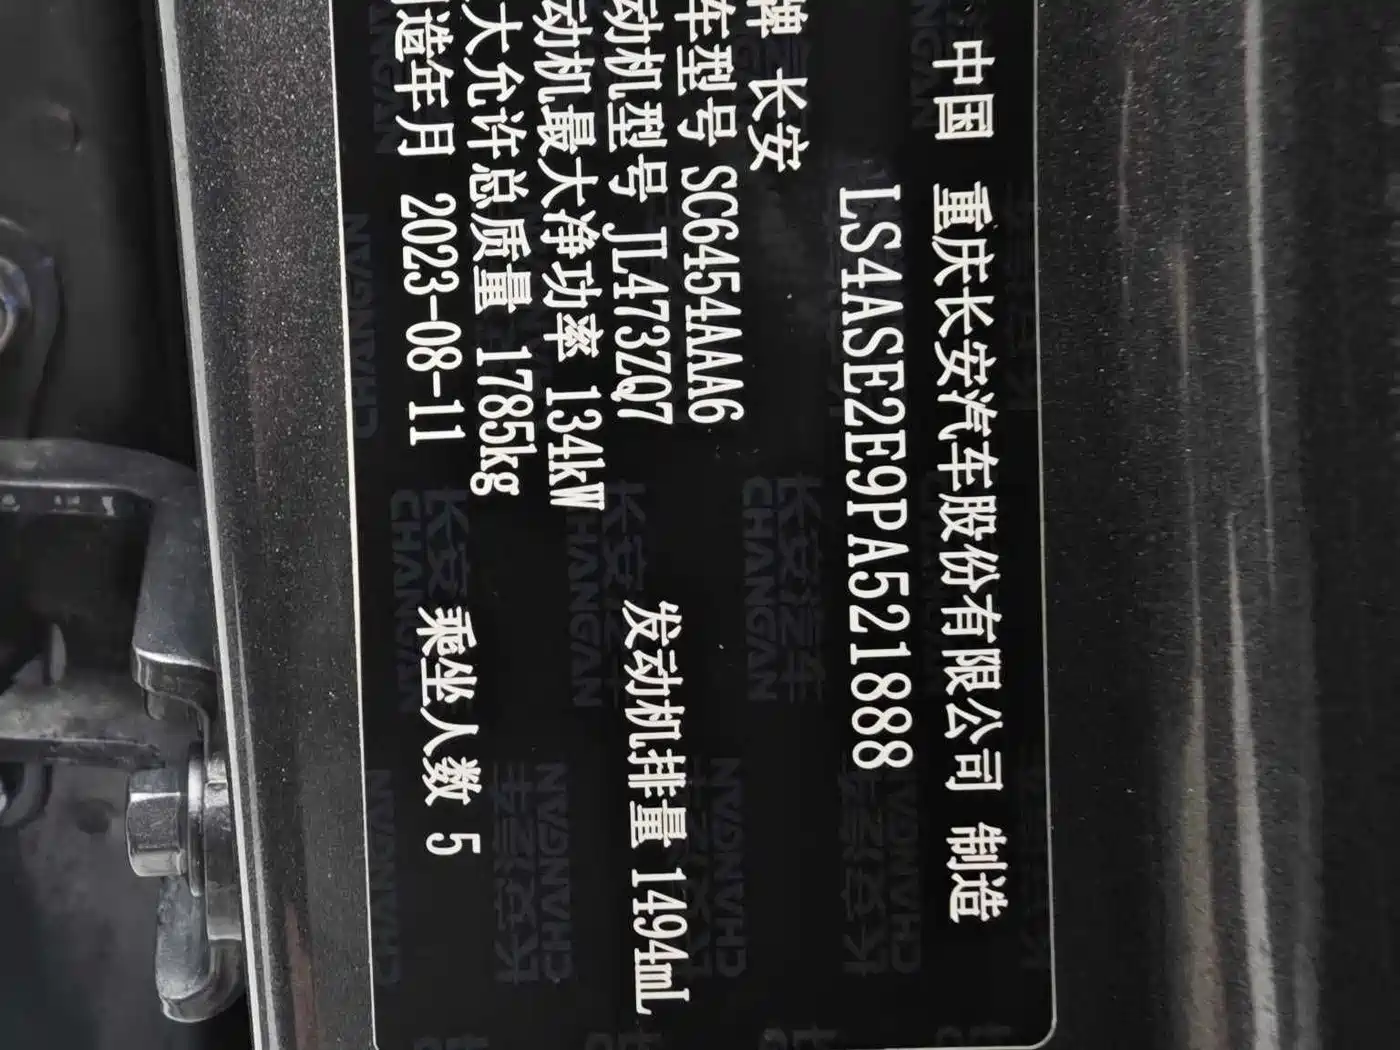 中国 重庆长安汽车股份有限公司 制造
LS4ASE2E9PA521888
牌 长安
车型号 SC6454AAA6
动机型号 JL473ZQ7 发动机排量 1494mL
动机最大净功率 134kW
大允许总质量 1785kg
造年月 2023-08-11 乘坐人数 5